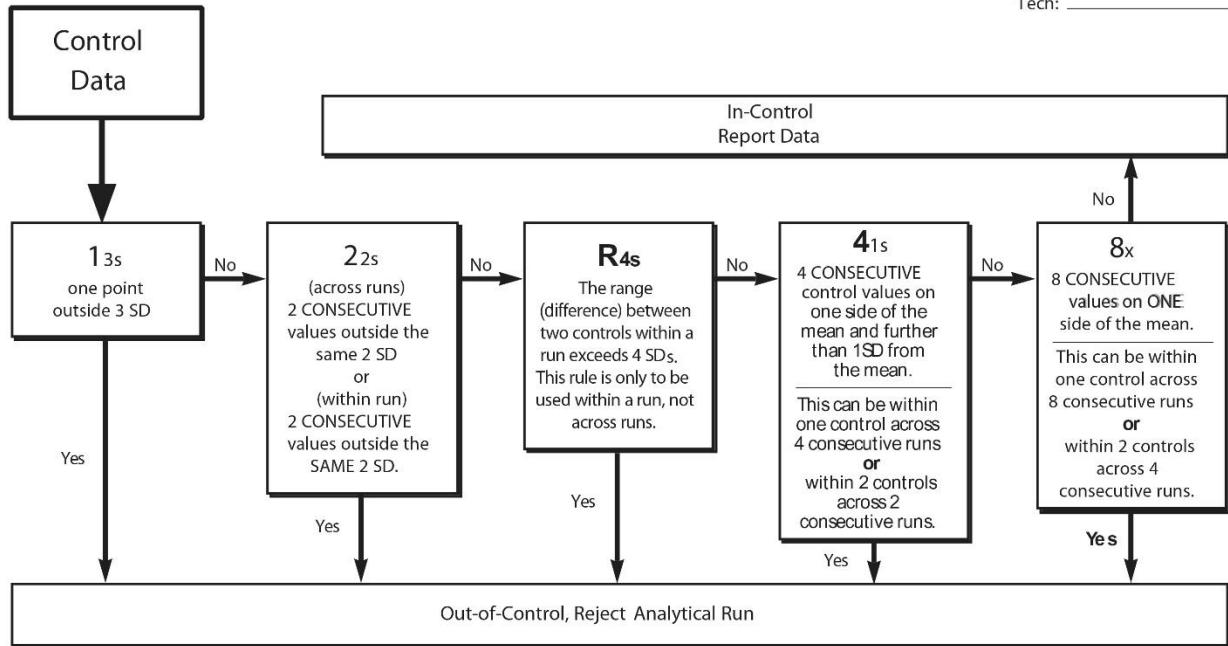 Tech:
Control
Data
In-Control
Report Data
No
1 3s
one point
outside 3 SD
No
2 2s
(across runs)
2 CONSECUTIVE
values outside the
same 2 SD
or
(within run)
2 CONSECUTIVE
values outside the
SAME 2 SD.
No
R4s
The range
(difference) between
two controls within a
run exceeds 4 SDs.
This rule is only to be
used within a run, not
across runs.
No
4 1s
4 CONSECUTIVE
control values on
one side of the
mean and further
than 1SD from
the mean.
This can be within
one control across
4 consecutive runs
or
within 2 controls
across 2
consecutive runs.
No
8x
8 CONSECUTIVE
values on ONE
side of the mean.
This can be within
one control across
8 consecutive runs
or
within 2 controls
across 4
consecutive runs.
Yes
Yes
Yes
Yes
Yes
Out-of-Control, Reject Analytical Run